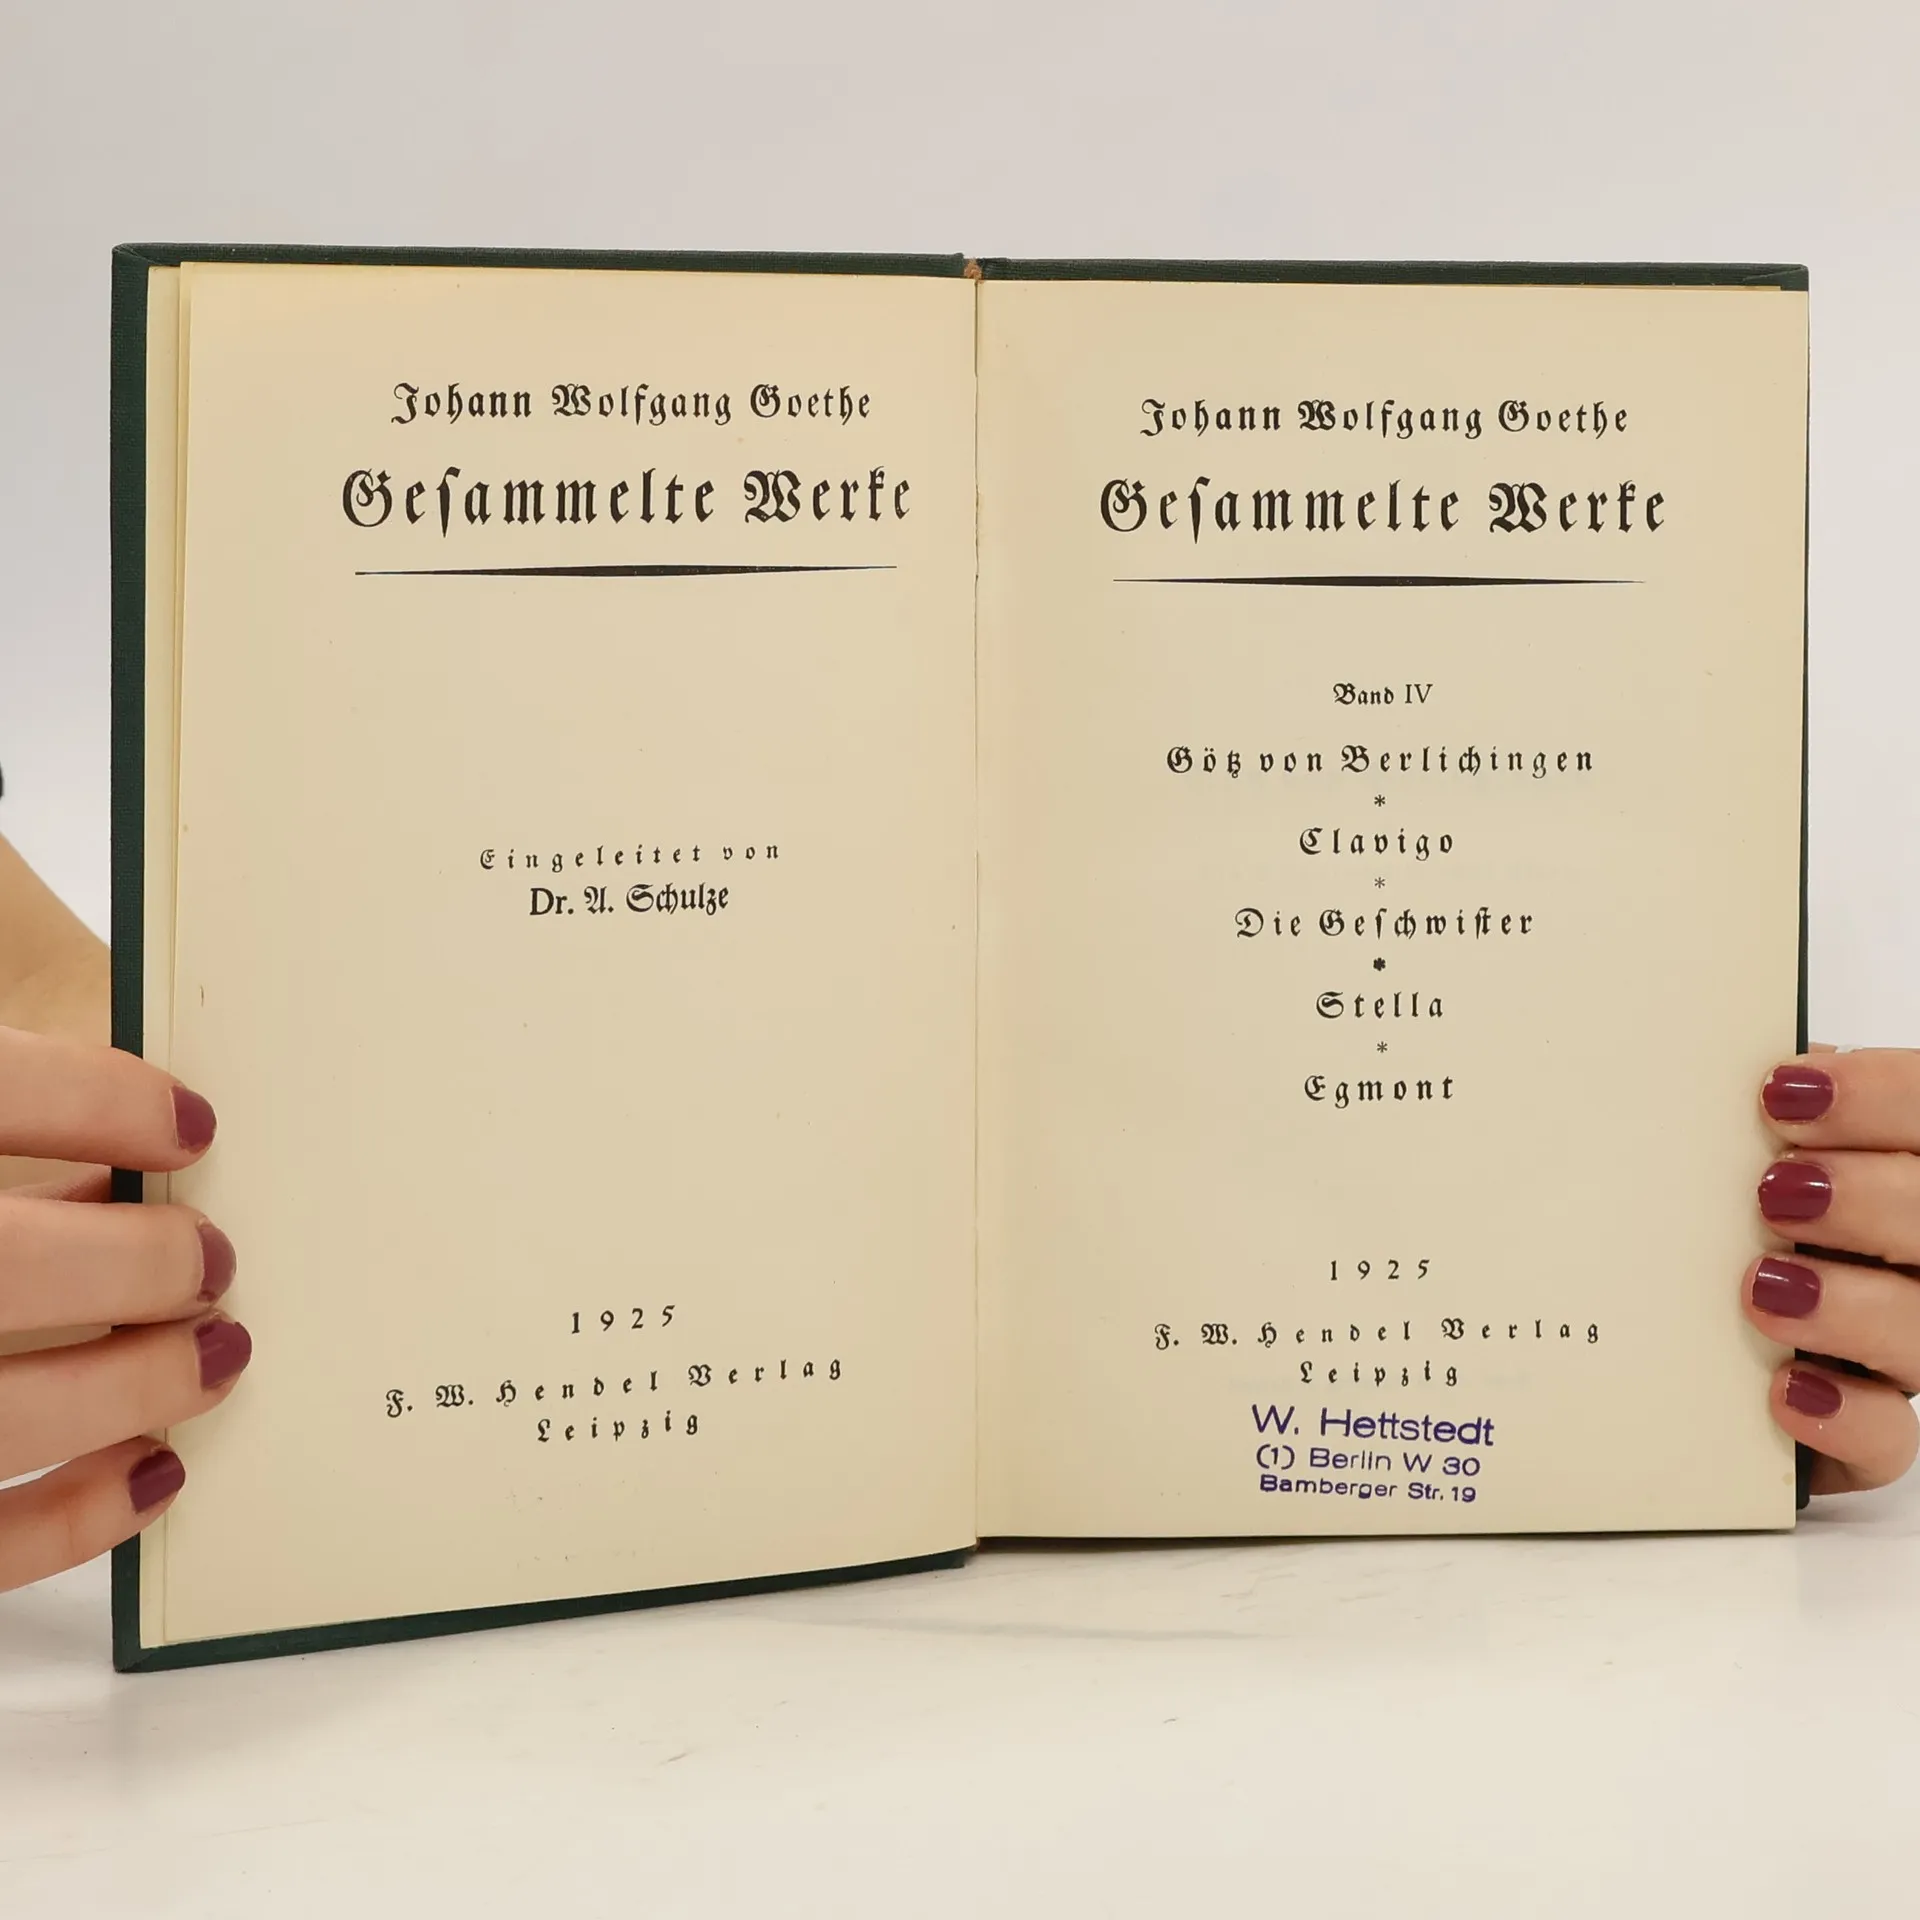 Johann Wolfgang Goethe
Geſammelte Werke
Eingeleitet von
Dr. A. Schulze
1925
F. W. Hendel Verlag
Leipzig
Johann Wolfgang Goethe
Geſammelte Werke
Band IV
Götz von Berlichingen
*
Clavigo
*
Die Geſchwiſter
*
Stella
*
Egmont
1925
F. W. Hendel Verlag
Leipzig
W. Hettstedt
(1) Berlin W 30
Bamberger Str. 19